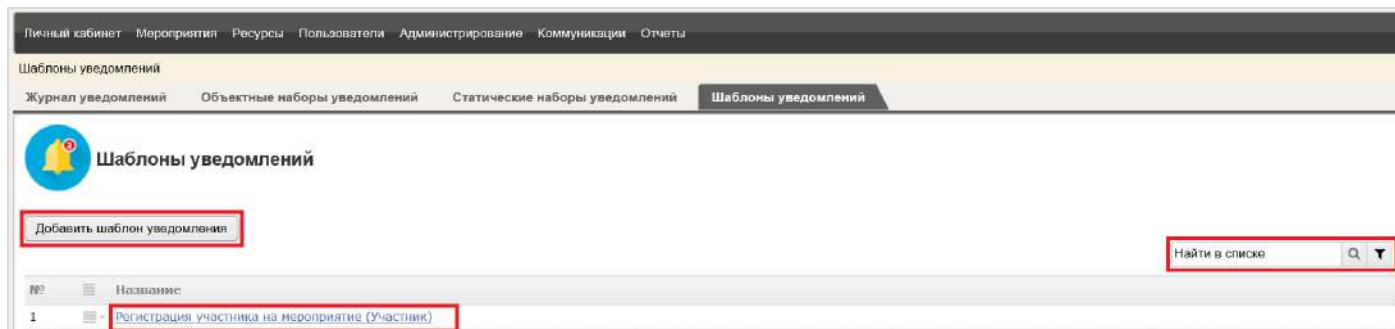 Личный кабинет Мероприятия Ресурсы Пользователи Администрирование Коммуникации Отчеты
Шаблоны уведомлений
Журнал уведомлений Объектные наборы уведомлений Статические наборы уведомлений Шаблоны уведомлений
3
Шаблоны уведомлений
Добавить шаблон уведомления
Найти в списке
№ Название
1 Регистрация участника на мероприятие (Участник)